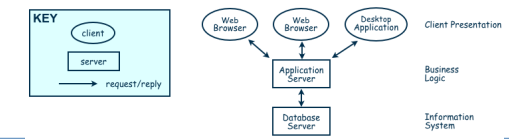 KEY
client
server
request/reply
Web
Browser
Web
Browser
Desktop
Application
Client Presentation
Application
Server
Business
Logic
Database
Server
Information
System